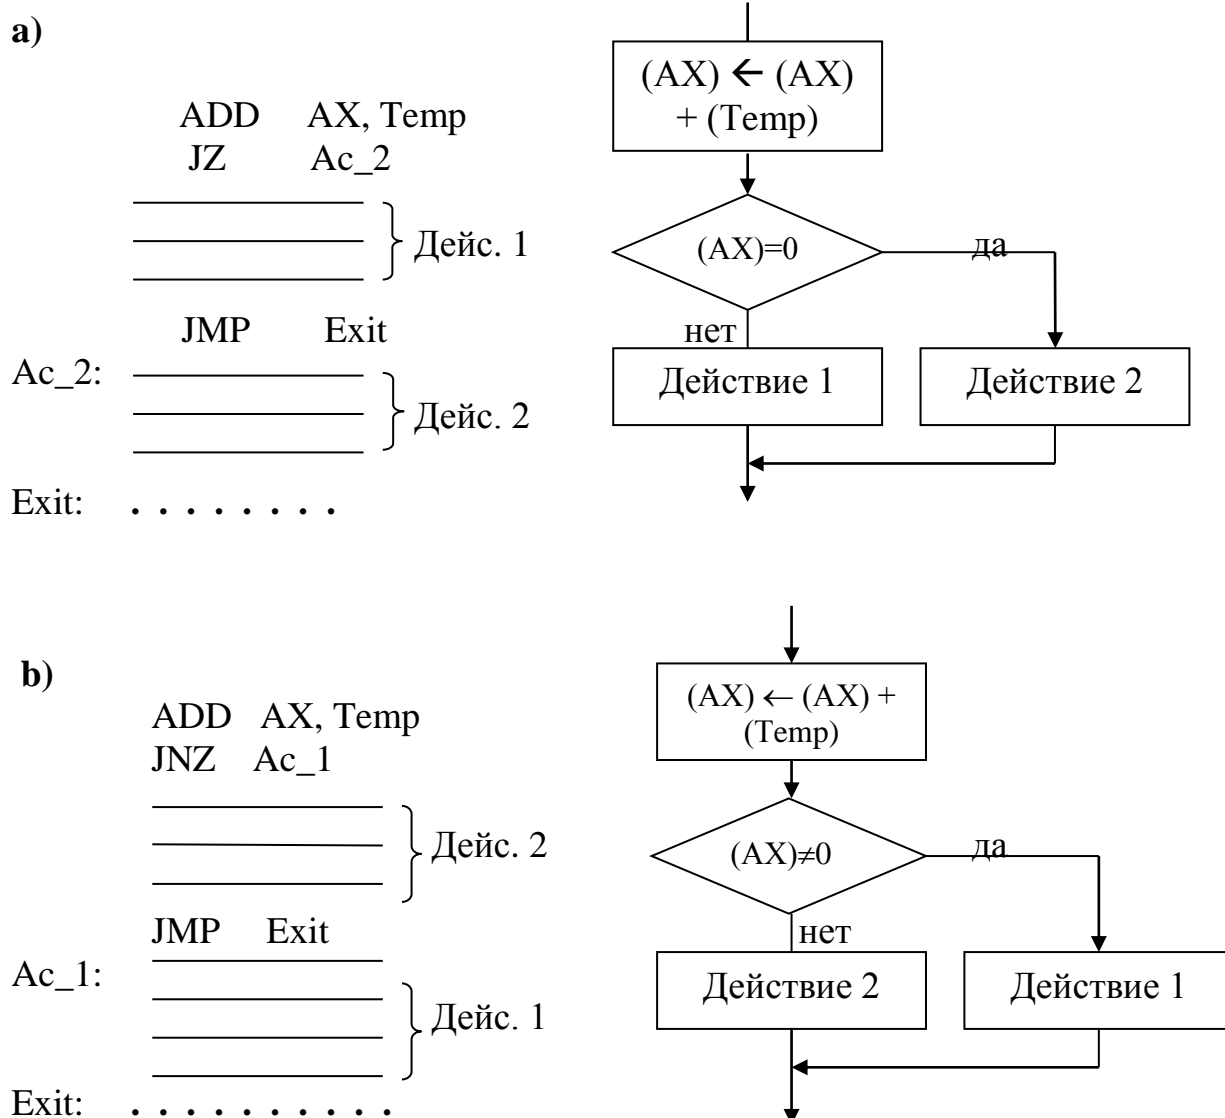 a)
ADD AX, Temp
JZ Ac_2
Дейс. 1
JMP Exit
Ac_2:
Дейс. 2
Exit: . . . . . . . .
(AX) ← (AX)
+ (Temp)
(AX)=0
да
нет
Действие 1
Действие 2
b)
ADD AX, Temp
JNZ Ac_1
Дейс. 2
JMP Exit
Ac_1:
Дейс. 1
Exit: . . . . . . . . . .
(AX) ← (AX) +
(Temp)
(AX)≠0
да
нет
Действие 2
Действие 1